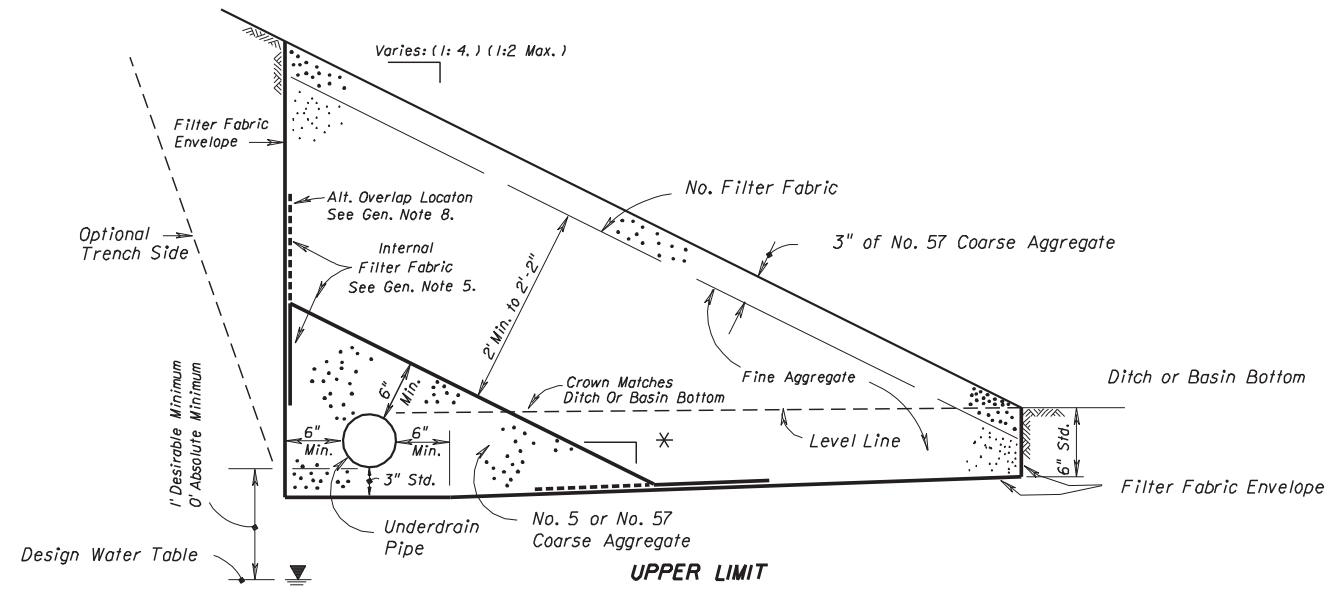 Varies: (1: 4.) (1:2 Max.)
Filter Fabric
Envelope
No. Filter Fabric
Alt. Overlap Locaton
See Gen. Note 8.
Optional
Trench Side
3" of No. 57 Coarse Aggregate
Internal
Filter Fabric
See Gen. Note 5.
2' Min. to 2'-2"
1' Desirable Minimum
0' Absolute Minimum
6"
Min.
Crown Matches
Ditch Or Basin Bottom
Fine Aggregate
Ditch or Basin Bottom
6"
Min.
6"
Min.
Level Line
6" Std.
3" Std.
Filter Fabric Envelope
Underdrain
Pipe
No. 5 or No. 57
Coarse Aggregate
Design Water Table
UPPER LIMIT